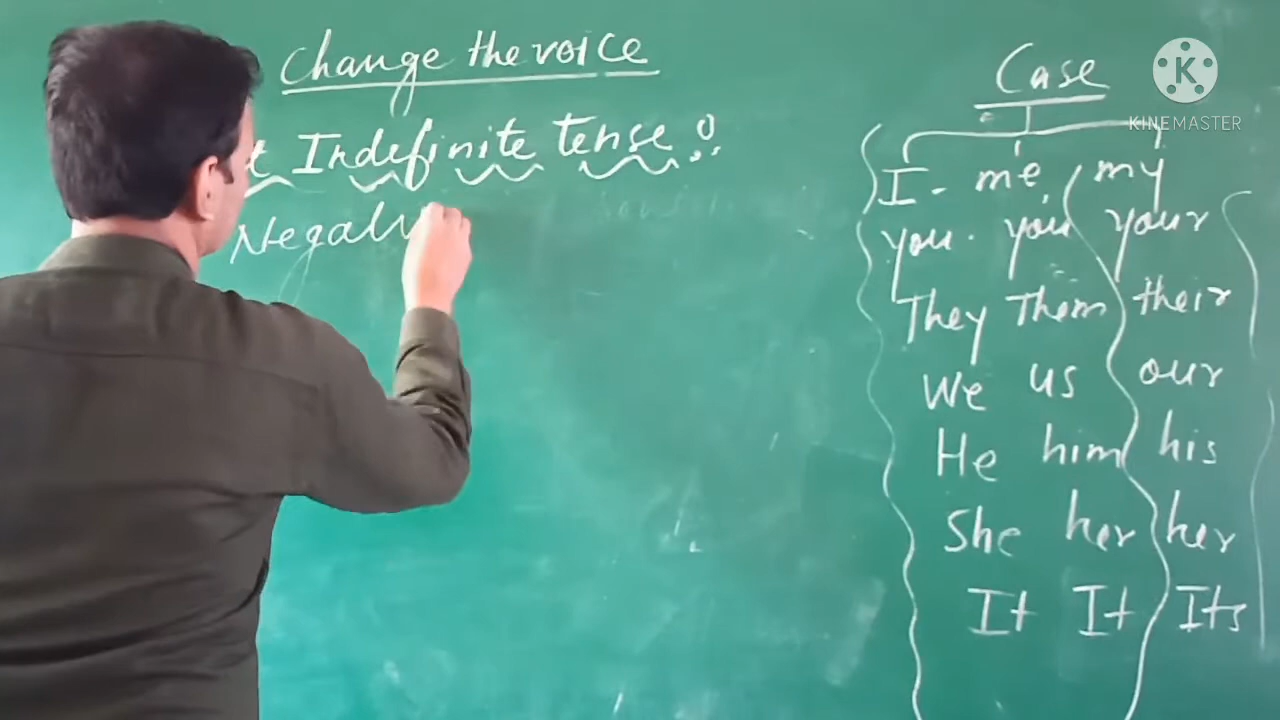 Change the voice
Indefinite tense :
Negativ
Case
I - me my
you - you your
They Them their
We us our
He him his
She her her
It It Its
K
KINEMASTER